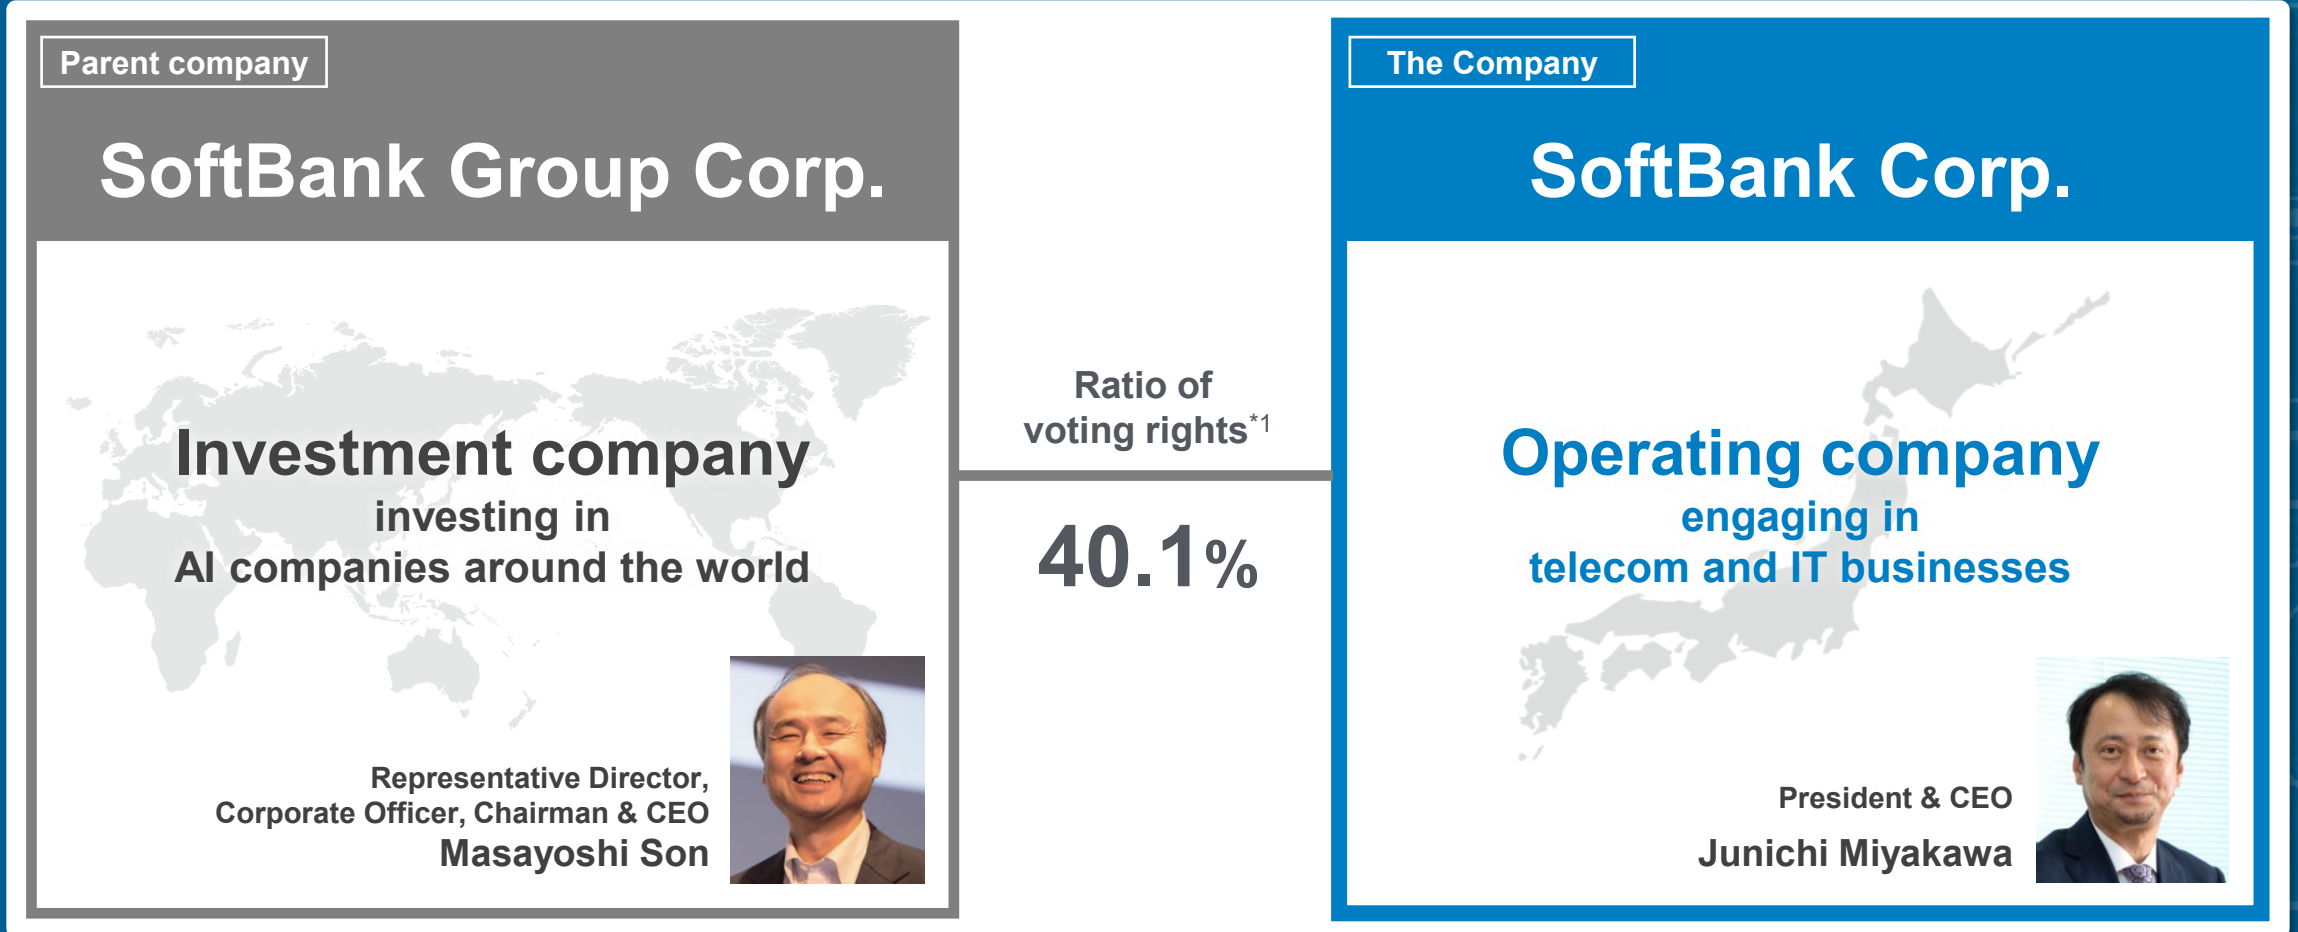 Parent company
SoftBank Group Corp.
Investment company
investing in
AI companies around the world
Representative Director,
Corporate Officer, Chairman & CEO
Masayoshi Son
Ratio of
voting rights*1
40.1%
The Company
SoftBank Corp.
Operating company
engaging in
telecom and IT businesses
President & CEO
Junichi Miyakawa